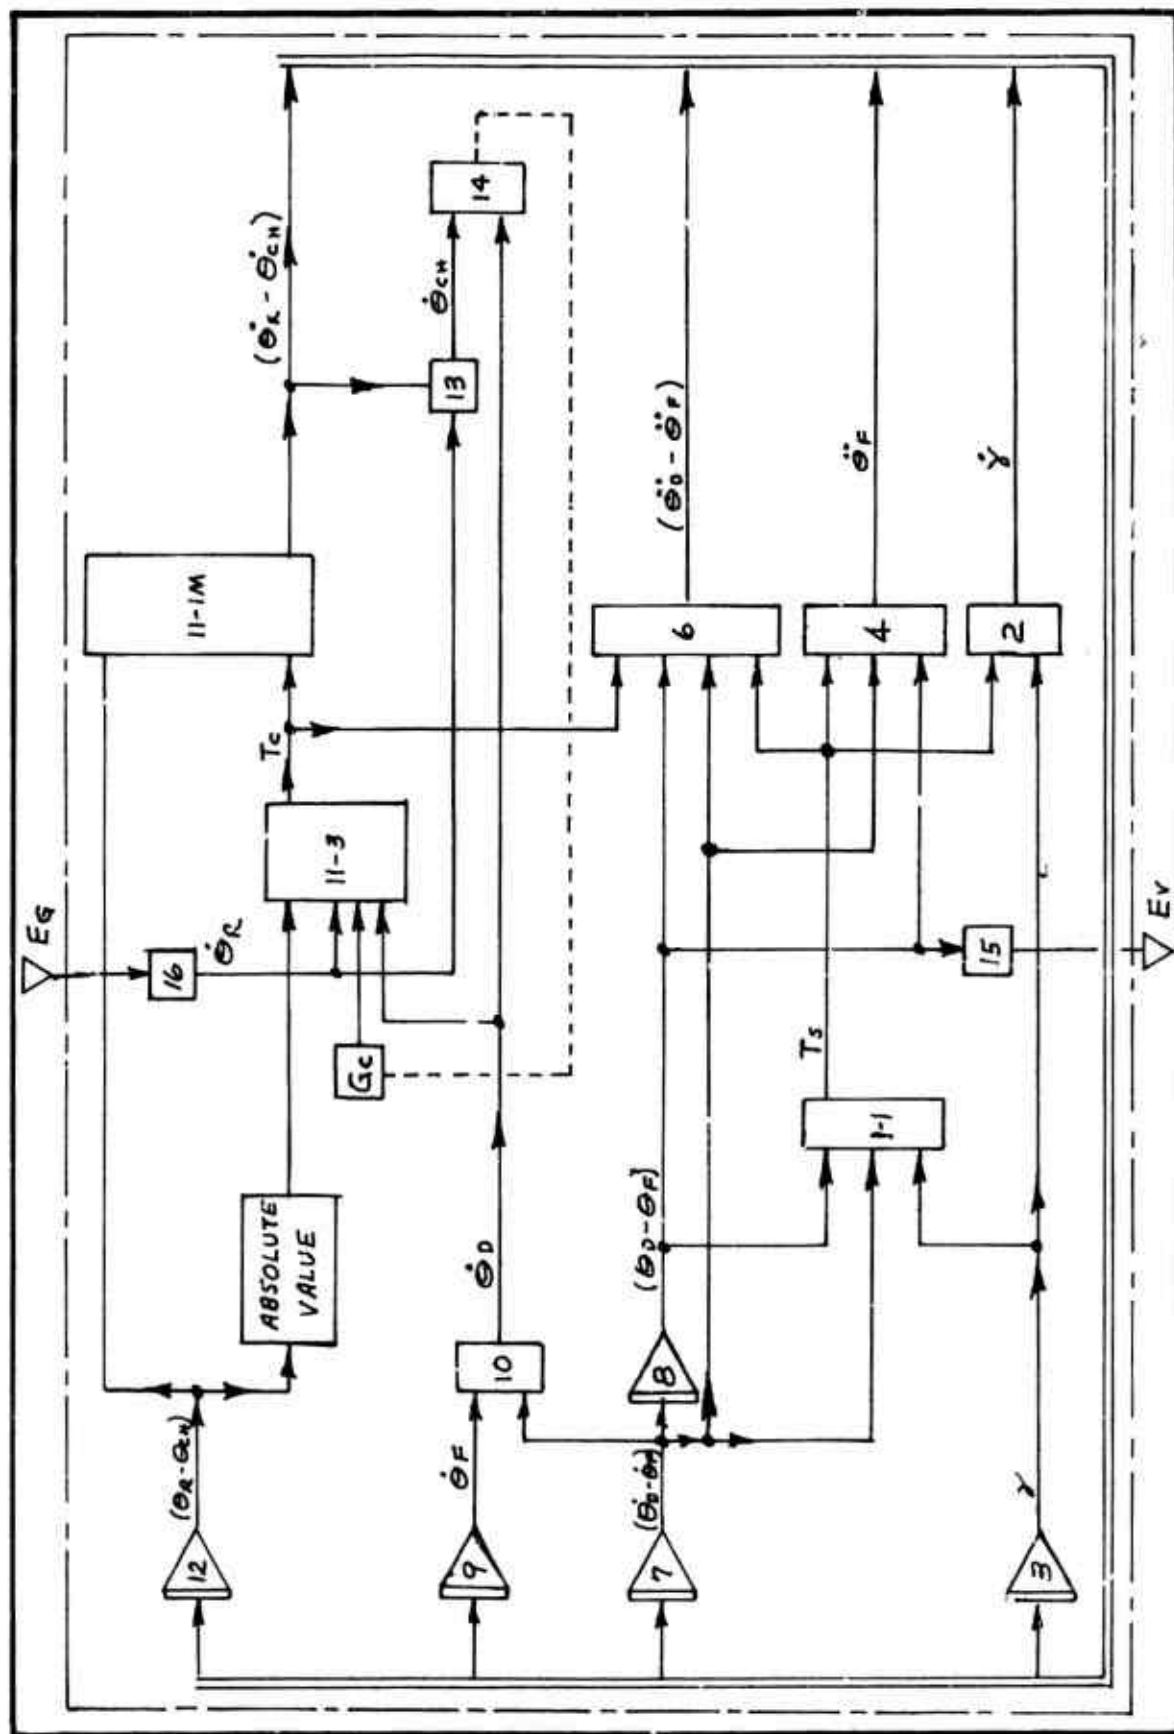 EG
16
θ̇R
(θR-θCH)
12
ABSOLUTE
VALUE
GC
11-3
TC
11-1M
(θ̇R - θ̇CH)
13
θ̇CH
14
9
θ̇F
10
θ̇D
7
8
(θD-θF)
6
(θ̈D - θ̈F)
1-1
TS
4
θ̈F
3
γ
2
γ̇
15
EV